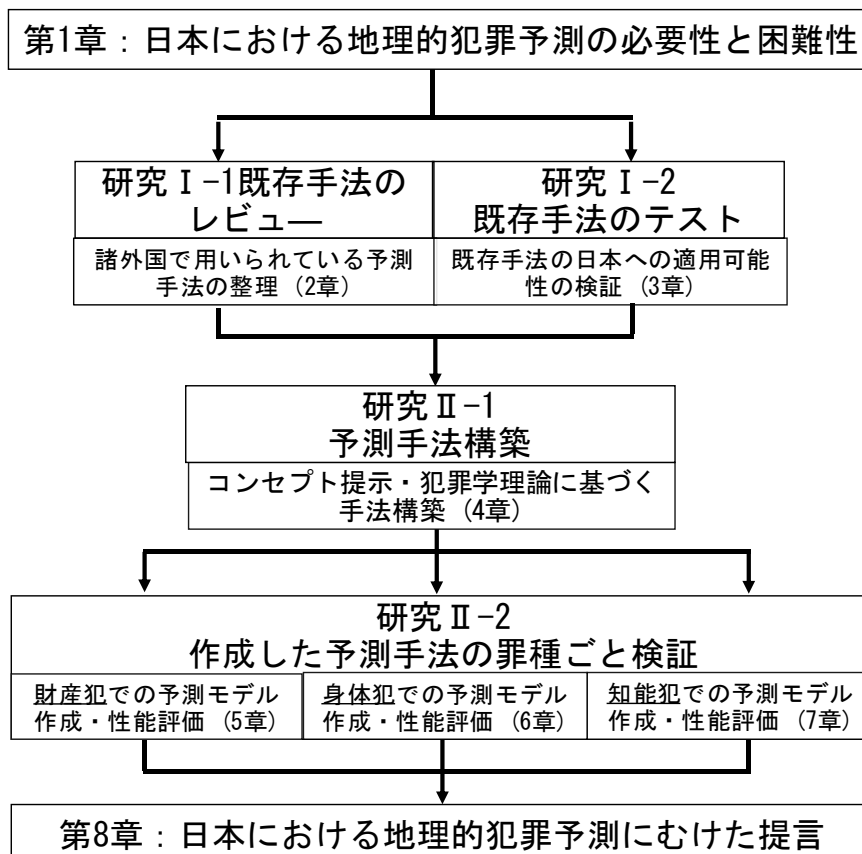 第1章：日本における地理的犯罪予測の必要性と困難性
研究Ⅰ-1既存手法の
レビュ―
諸外国で用いられている予測
手法の整理（2章）
研究Ⅰ-2
既存手法のテスト
既存手法の日本への適用可能
性の検証（3章）
研究Ⅱ-1
予測手法構築
コンセプト提示・犯罪学理論に基づく
手法構築（4章）
研究Ⅱ-2
作成した予測手法の罪種ごと検証
財産犯での予測モデル
作成・性能評価（5章）
身体犯での予測モデル
作成・性能評価（6章）
知能犯での予測モデル
作成・性能評価（7章）
第8章：日本における地理的犯罪予測にむけた提言